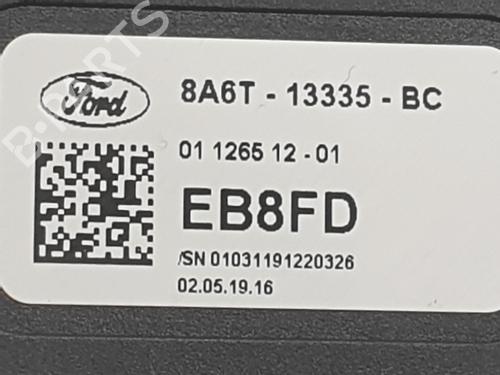 B-PARTS
Ford
8A6T - 13335 - BC
01 1265 12 - 01
EB8FD
/SN 01031191220326
02.05.19.16